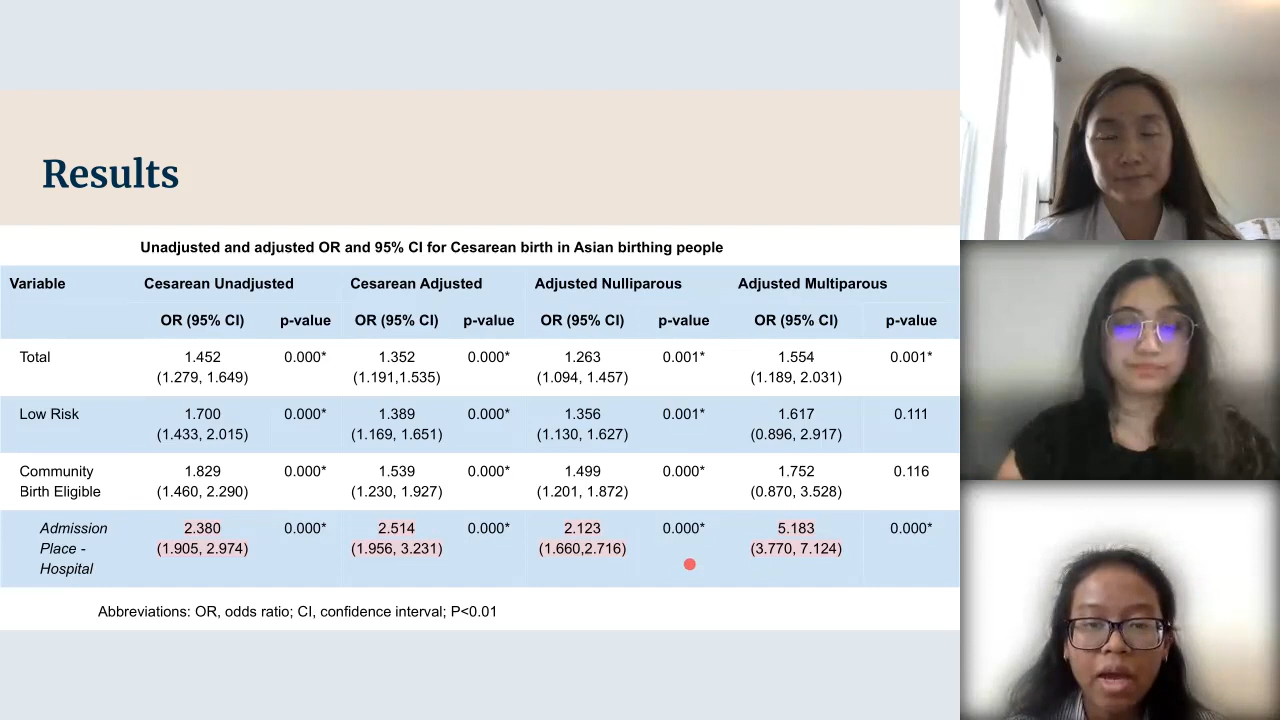 Results
Unadjusted and adjusted OR and 95% CI for Cesarean birth in Asian birthing people
Variable Cesarean Unadjusted Cesarean Adjusted Adjusted Nulliparous Adjusted Multiparous
OR (95% CI) p-value OR (95% CI) p-value OR (95% CI) p-value OR (95% CI) p-value
Total 1.452 0.000* 1.352 0.000* 1.263 0.001* 1.554 0.001*
(1.279, 1.649) (1.191,1.535) (1.094, 1.457) (1.189, 2.031)
Low Risk 1.700 0.000* 1.389 0.000* 1.356 0.001* 1.617 0.111
(1.433, 2.015) (1.169, 1.651) (1.130, 1.627) (0.896, 2.917)
Community 1.829 0.000* 1.539 0.000* 1.499 0.000* 1.752 0.116
Birth Eligible (1.460, 2.290) (1.230, 1.927) (1.201, 1.872) (0.870, 3.528)
Admission 2.380 0.000* 2.514 0.000* 2.123 0.000* 5.183 0.000*
Place - (1.905, 2.974) (1.956, 3.231) (1.660,2.716) (3.770, 7.124)
Hospital
Abbreviations: OR, odds ratio; CI, confidence interval; P<0.01